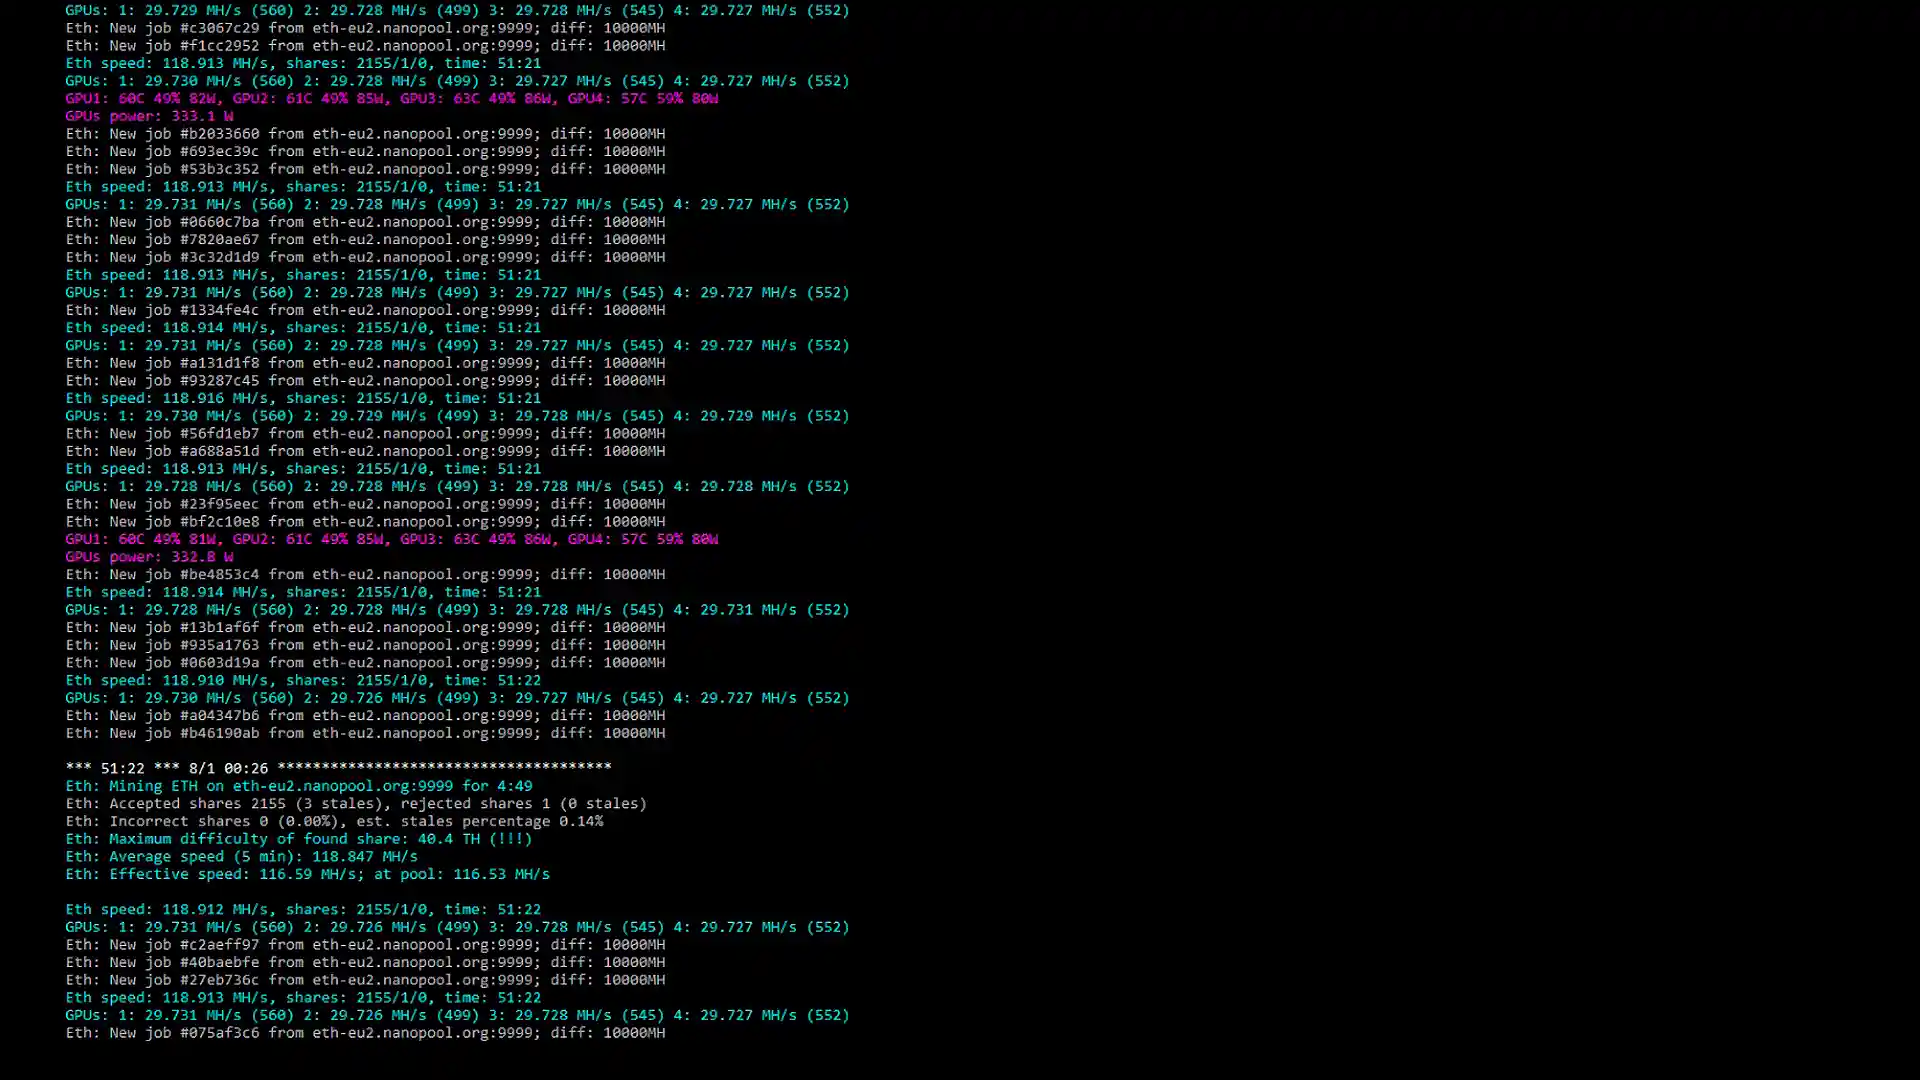 GPUs: 1: 29.729 MH/s (560) 2: 29.728 MH/s (499) 3: 29.728 MH/s (545) 4: 29.727 MH/s (552)
Eth: New job #c3067c29 from eth-eu2.nanopool.org:9999; diff: 10000MH
Eth: New job #f1cc2952 from eth-eu2.nanopool.org:9999; diff: 10000MH
Eth speed: 118.913 MH/s, shares: 2155/1/0, time: 51:21
GPUs: 1: 29.730 MH/s (560) 2: 29.728 MH/s (499) 3: 29.727 MH/s (545) 4: 29.727 MH/s (552)
GPU1: 60C 49% 82W, GPU2: 61C 49% 85W, GPU3: 63C 49% 86W, GPU4: 57C 59% 80W
GPUs power: 333.1 W
Eth: New job #b2033660 from eth-eu2.nanopool.org:9999; diff: 10000MH
Eth: New job #693ec39c from eth-eu2.nanopool.org:9999; diff: 10000MH
Eth: New job #53b3c352 from eth-eu2.nanopool.org:9999; diff: 10000MH
Eth speed: 118.913 MH/s, shares: 2155/1/0, time: 51:21
GPUs: 1: 29.731 MH/s (560) 2: 29.728 MH/s (499) 3: 29.727 MH/s (545) 4: 29.727 MH/s (552)
Eth: New job #0660c7ba from eth-eu2.nanopool.org:9999; diff: 10000MH
Eth: New job #7820ae67 from eth-eu2.nanopool.org:9999; diff: 10000MH
Eth: New job #3c32d1d9 from eth-eu2.nanopool.org:9999; diff: 10000MH
Eth speed: 118.913 MH/s, shares: 2155/1/0, time: 51:21
GPUs: 1: 29.731 MH/s (560) 2: 29.728 MH/s (499) 3: 29.727 MH/s (545) 4: 29.727 MH/s (552)
Eth: New job #1334fe4c from eth-eu2.nanopool.org:9999; diff: 10000MH
Eth speed: 118.914 MH/s, shares: 2155/1/0, time: 51:21
GPUs: 1: 29.731 MH/s (560) 2: 29.728 MH/s (499) 3: 29.727 MH/s (545) 4: 29.727 MH/s (552)
Eth: New job #a131d1f8 from eth-eu2.nanopool.org:9999; diff: 10000MH
Eth: New job #93287c45 from eth-eu2.nanopool.org:9999; diff: 10000MH
Eth speed: 118.916 MH/s, shares: 2155/1/0, time: 51:21
GPUs: 1: 29.730 MH/s (560) 2: 29.729 MH/s (499) 3: 29.728 MH/s (545) 4: 29.729 MH/s (552)
Eth: New job #56fd1eb7 from eth-eu2.nanopool.org:9999; diff: 10000MH
Eth: New job #a688a51d from eth-eu2.nanopool.org:9999; diff: 10000MH
Eth speed: 118.913 MH/s, shares: 2155/1/0, time: 51:21
GPUs: 1: 29.728 MH/s (560) 2: 29.728 MH/s (499) 3: 29.728 MH/s (545) 4: 29.728 MH/s (552)
Eth: New job #23f95eec from eth-eu2.nanopool.org:9999; diff: 10000MH
Eth: New job #bf2c10e8 from eth-eu2.nanopool.org:9999; diff: 10000MH
GPU1: 60C 49% 81W, GPU2: 61C 49% 85W, GPU3: 63C 49% 86W, GPU4: 57C 59% 80W
GPUs power: 332.8 W
Eth: New job #be4853c4 from eth-eu2.nanopool.org:9999; diff: 10000MH
Eth speed: 118.914 MH/s, shares: 2155/1/0, time: 51:21
GPUs: 1: 29.728 MH/s (560) 2: 29.728 MH/s (499) 3: 29.728 MH/s (545) 4: 29.731 MH/s (552)
Eth: New job #13b1af6f from eth-eu2.nanopool.org:9999; diff: 10000MH
Eth: New job #935a1763 from eth-eu2.nanopool.org:9999; diff: 10000MH
Eth: New job #0603d19a from eth-eu2.nanopool.org:9999; diff: 10000MH
Eth speed: 118.910 MH/s, shares: 2155/1/0, time: 51:22
GPUs: 1: 29.730 MH/s (560) 2: 29.726 MH/s (499) 3: 29.727 MH/s (545) 4: 29.727 MH/s (552)
Eth: New job #a04347b6 from eth-eu2.nanopool.org:9999; diff: 10000MH
Eth: New job #b46190ab from eth-eu2.nanopool.org:9999; diff: 10000MH
*** 51:22 *** 8/1 00:26 **************************************
Eth: Mining ETH on eth-eu2.nanopool.org:9999 for 4:49
Eth: Accepted shares 2155 (3 stales), rejected shares 1 (0 stales)
Eth: Incorrect shares 0 (0.00%), est. stales percentage 0.14%
Eth: Maximum difficulty of found share: 40.4 TH (!!!)
Eth: Average speed (5 min): 118.847 MH/s
Eth: Effective speed: 116.59 MH/s; at pool: 116.53 MH/s
Eth speed: 118.912 MH/s, shares: 2155/1/0, time: 51:22
GPUs: 1: 29.731 MH/s (560) 2: 29.726 MH/s (499) 3: 29.728 MH/s (545) 4: 29.727 MH/s (552)
Eth: New job #c2aeff97 from eth-eu2.nanopool.org:9999; diff: 10000MH
Eth: New job #40baebfe from eth-eu2.nanopool.org:9999; diff: 10000MH
Eth: New job #27eb736c from eth-eu2.nanopool.org:9999; diff: 10000MH
Eth speed: 118.913 MH/s, shares: 2155/1/0, time: 51:22
GPUs: 1: 29.731 MH/s (560) 2: 29.726 MH/s (499) 3: 29.728 MH/s (545) 4: 29.727 MH/s (552)
Eth: New job #075af3c6 from eth-eu2.nanopool.org:9999; diff: 10000MH